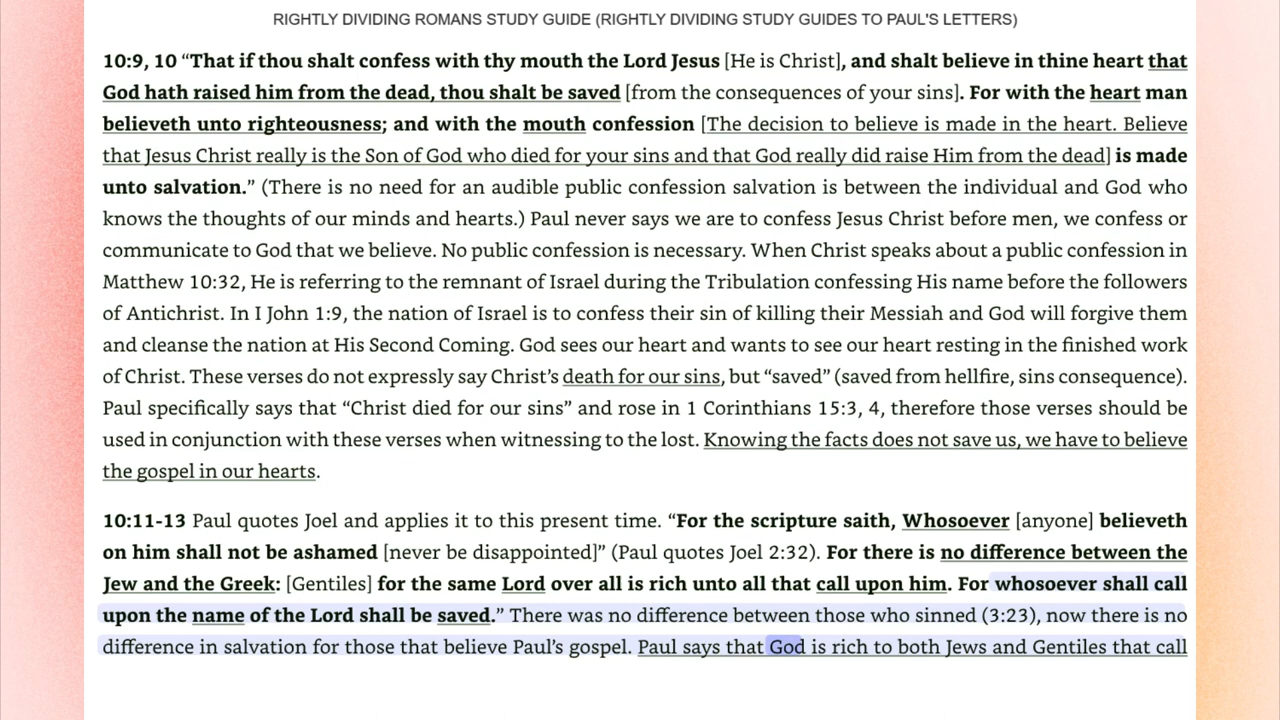 RIGHTLY DIVIDING ROMANS STUDY GUIDE (RIGHTLY DIVIDING STUDY GUIDES TO PAUL'S LETTERS)
10:9, 10 “That if thou shalt confess with thy mouth the Lord Jesus [He is Christ], and shalt believe in thine heart that
God hath raised him from the dead, thou shalt be saved [from the consequences of your sins]. For with the heart man
believeth unto righteousness; and with the mouth confession [The decision to believe is made in the heart. Believe
that Jesus Christ really is the Son of God who died for your sins and that God really did raise Him from the dead] is made
unto salvation.” (There is no need for an audible public confession salvation is between the individual and God who
knows the thoughts of our minds and hearts.) Paul never says we are to confess Jesus Christ before men, we confess or
communicate to God that we believe. No public confession is necessary. When Christ speaks about a public confession in
Matthew 10:32, He is referring to the remnant of Israel during the Tribulation confessing His name before the followers
of Antichrist. In I John 1:9, the nation of Israel is to confess their sin of killing their Messiah and God will forgive them
and cleanse the nation at His Second Coming. God sees our heart and wants to see our heart resting in the finished work
of Christ. These verses do not expressly say Christ’s death for our sins, but “saved” (saved from hellfire, sins consequence).
Paul specifically says that “Christ died for our sins” and rose in 1 Corinthians 15:3, 4, therefore those verses should be
used in conjunction with these verses when witnessing to the lost. Knowing the facts does not save us, we have to believe
the gospel in our hearts.
10:11-13 Paul quotes Joel and applies it to this present time. “For the scripture saith, Whosoever [anyone] believeth
on him shall not be ashamed [never be disappointed]” (Paul quotes Joel 2:32). For there is no difference between the
Jew and the Greek: [Gentiles] for the same Lord over all is rich unto all that call upon him. For whosoever shall call
upon the name of the Lord shall be saved.” There was no difference between those who sinned (3:23), now there is no
difference in salvation for those that believe Paul’s gospel. Paul says that God is rich to both Jews and Gentiles that call